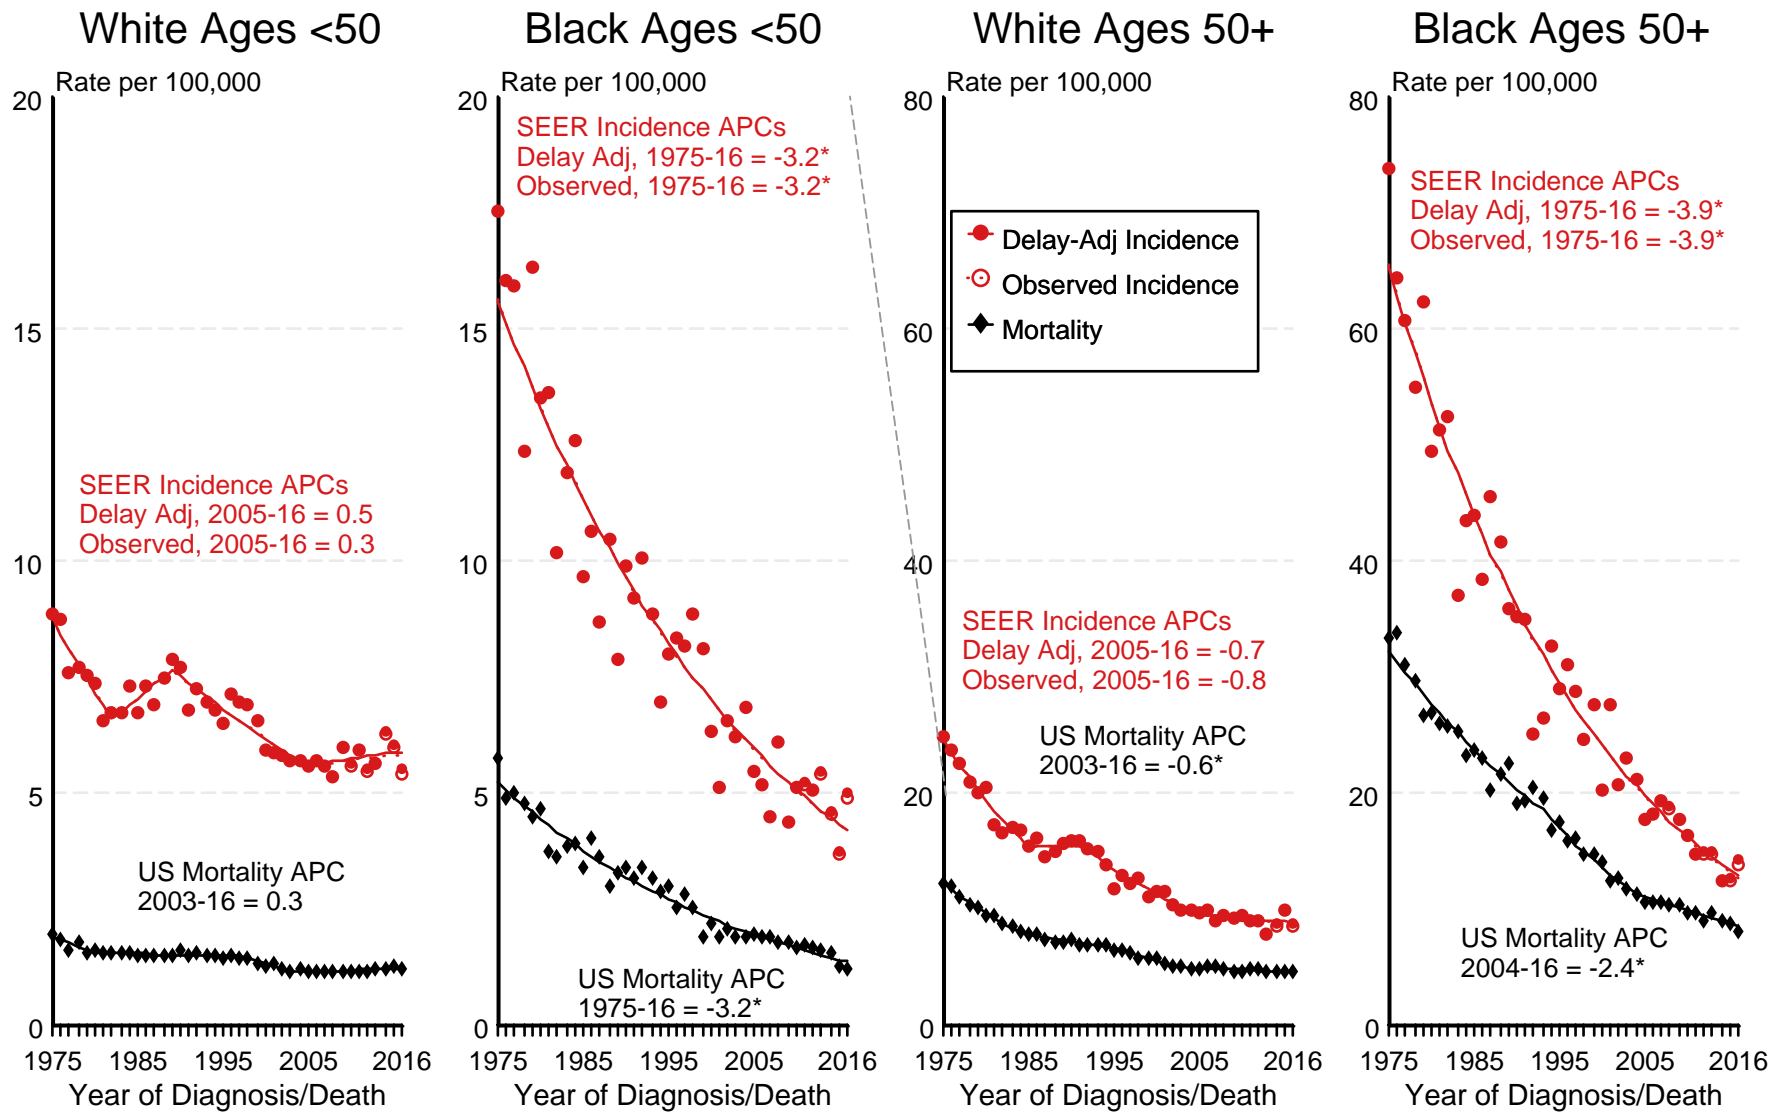 White Ages <50
Rate per 100,000
20
15
10
5
0
SEER Incidence APCs
Delay Adj, 2005-16 = 0.5
Observed, 2005-16 = 0.3
US Mortality APC
2003-16 = 0.3
1975 1985 1995 2005 2016
Year of Diagnosis/Death
Black Ages <50
Rate per 100,000
20
15
10
5
0
SEER Incidence APCs
Delay Adj, 1975-16 = -3.2*
Observed, 1975-16 = -3.2*
US Mortality APC
1975-16 = -3.2*
1975 1985 1995 2005 2016
Year of Diagnosis/Death
White Ages 50+
Rate per 100,000
80
60
40
20
0
Delay-Adj Incidence
Observed Incidence
Mortality
SEER Incidence APCs
Delay Adj, 2005-16 = -0.7
Observed, 2005-16 = -0.8
US Mortality APC
2003-16 = -0.6*
1975 1985 1995 2005 2016
Year of Diagnosis/Death
Black Ages 50+
Rate per 100,000
80
60
40
20
0
SEER Incidence APCs
Delay Adj, 1975-16 = -3.9*
Observed, 1975-16 = -3.9*
US Mortality APC
2004-16 = -2.4*
1975 1985 1995 2005 2016
Year of Diagnosis/Death